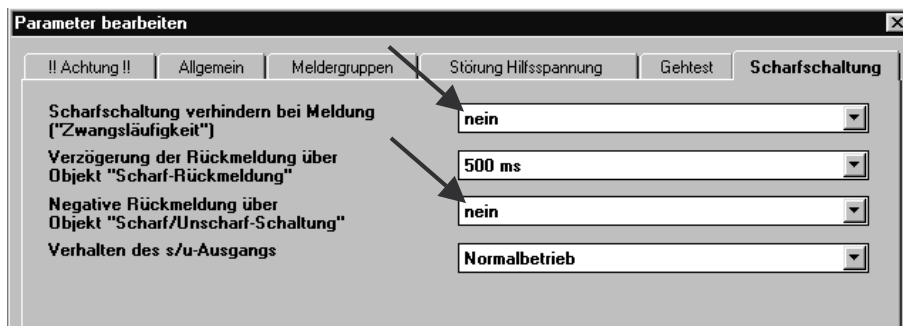 Parameter bearbeiten
!! Achtung !! Allgemein Meldergruppen Störung Hilfsspannung Gehtest Scharfschaltung
Scharfschaltung verhindern bei Meldung
("Zwangsläufigkeit")
nein
Verzögerung der Rückmeldung über
Objekt "Scharf-Rückmeldung"
500 ms
Negative Rückmeldung über
Objekt "Scharf/Unscharf-Schaltung"
nein
Verhalten des s/u-Ausgangs
Normalbetrieb